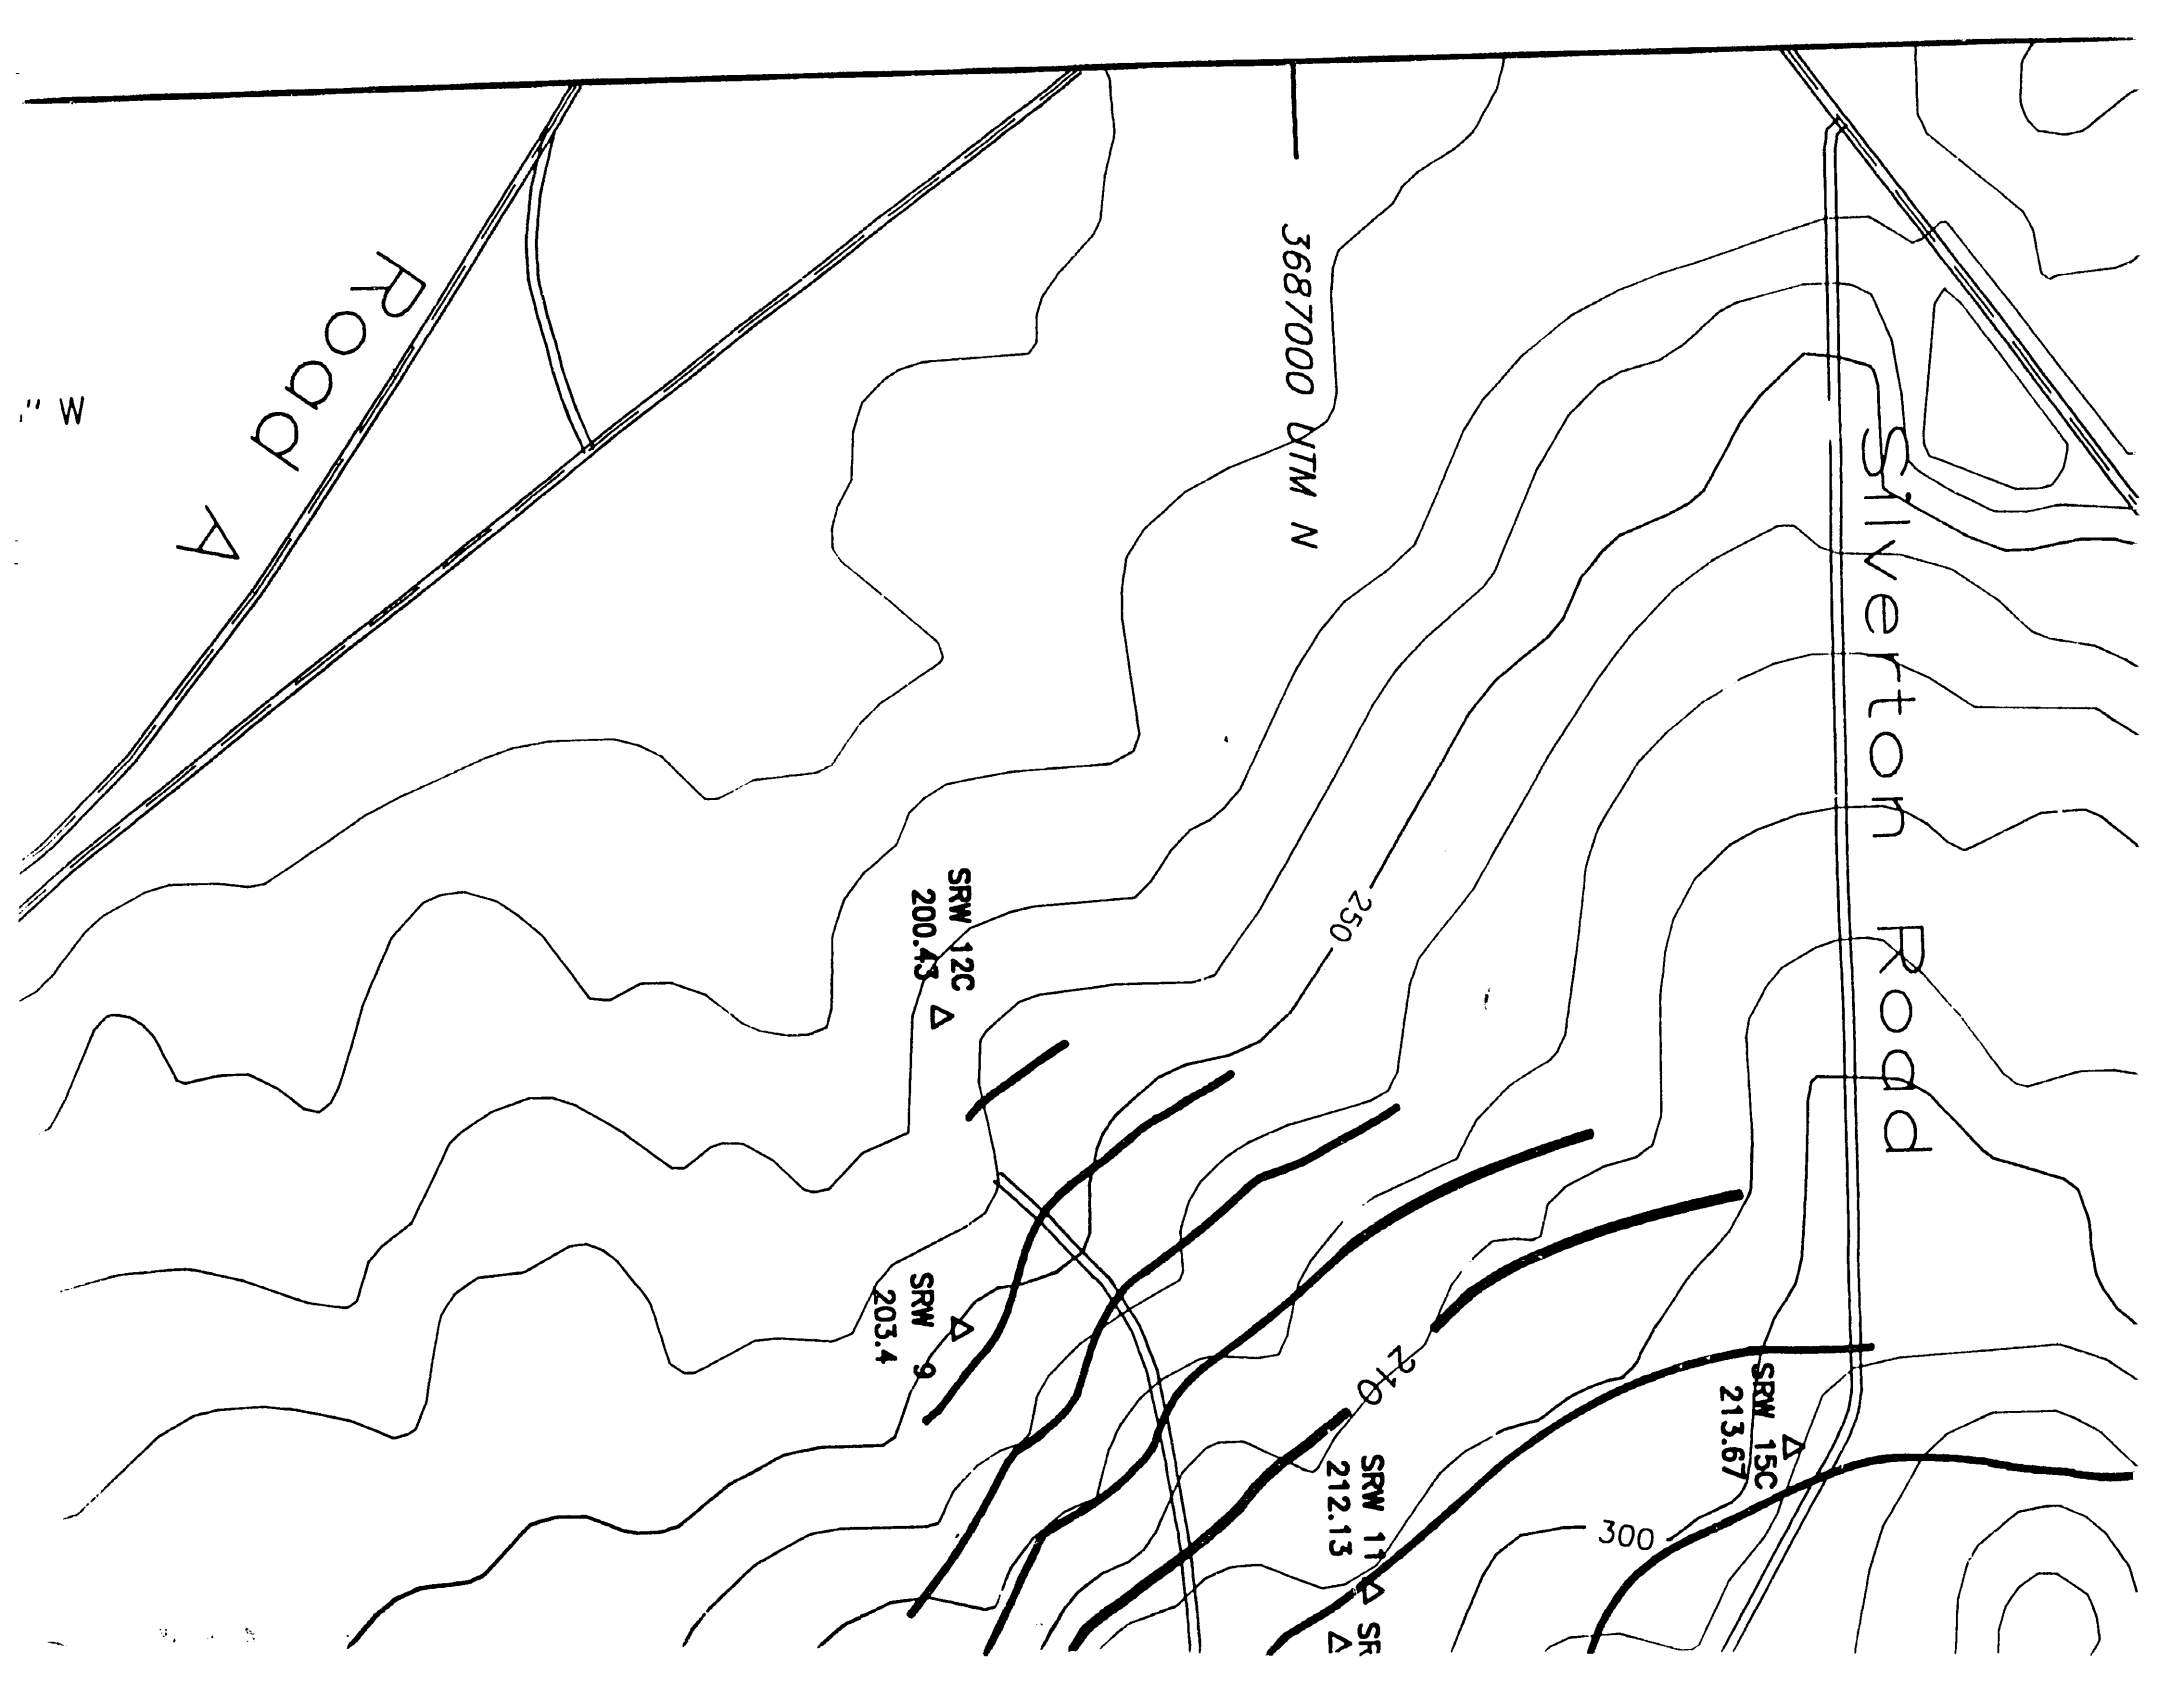 Road A
" W
3687000 UTM N
Silverton Road
SRW 12C
200.43
250
SRW 9
203.4
210
SRW 15C
213.67
SRW 11
212.13
300